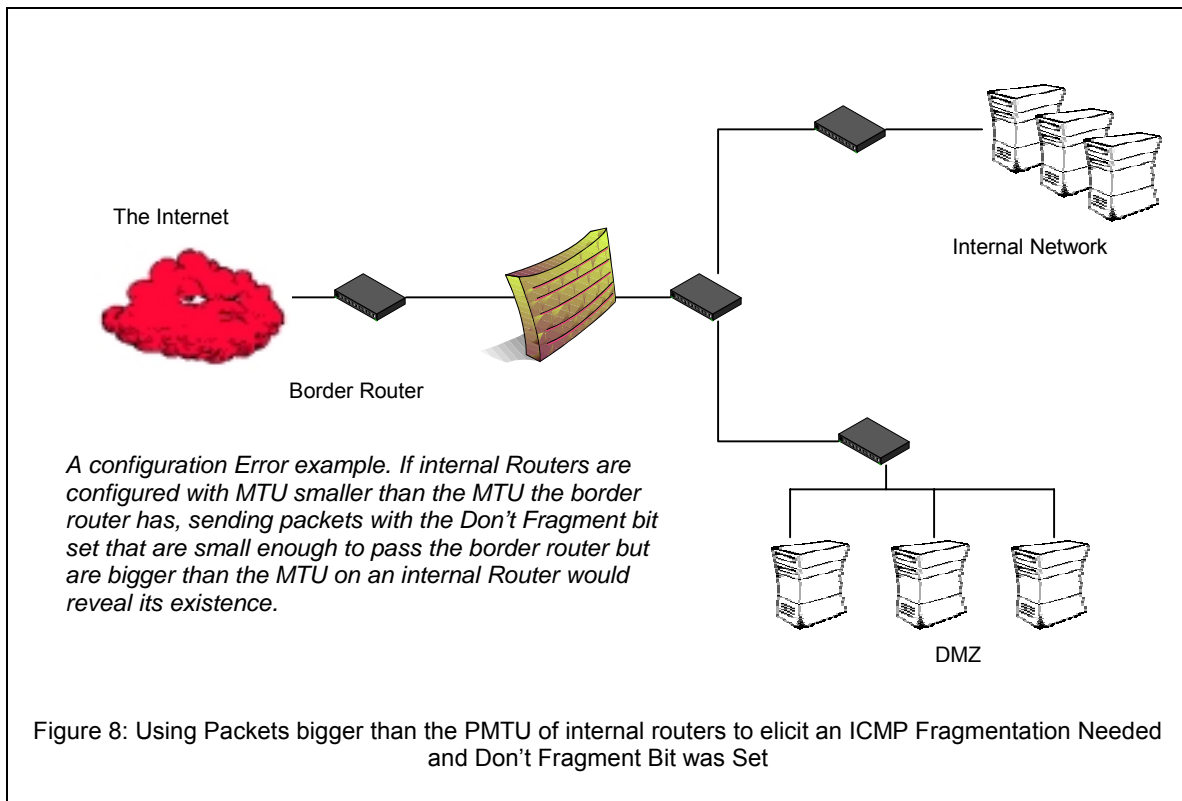 The Internet
Internal Network
Border Router
A configuration Error example. If internal Routers are
configured with MTU smaller than the MTU the border
router has, sending packets with the Don't Fragment bit
set that are small enough to pass the border router but
are bigger than the MTU on an internal Router would
reveal its existence.
DMZ
Figure 8: Using Packets bigger than the PMTU of internal routers to elicit an ICMP Fragmentation Needed
and Don't Fragment Bit was Set